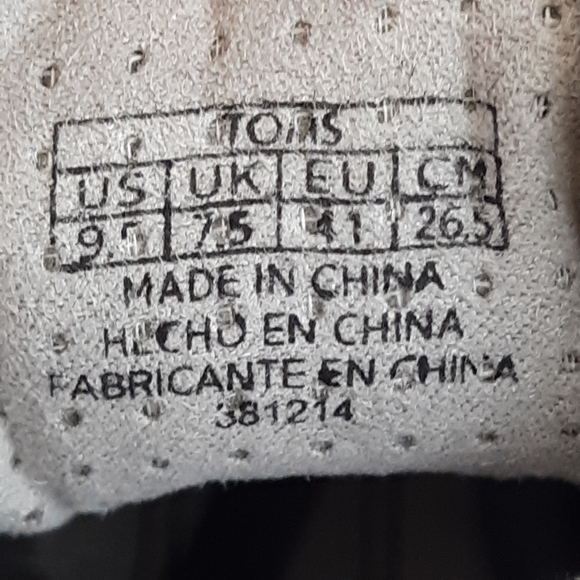 TOMS
US UK EU CM
9.5 7.5 41 26.5
MADE IN CHINA
HECHO EN CHINA
FABRICANTE EN CHINA
381214